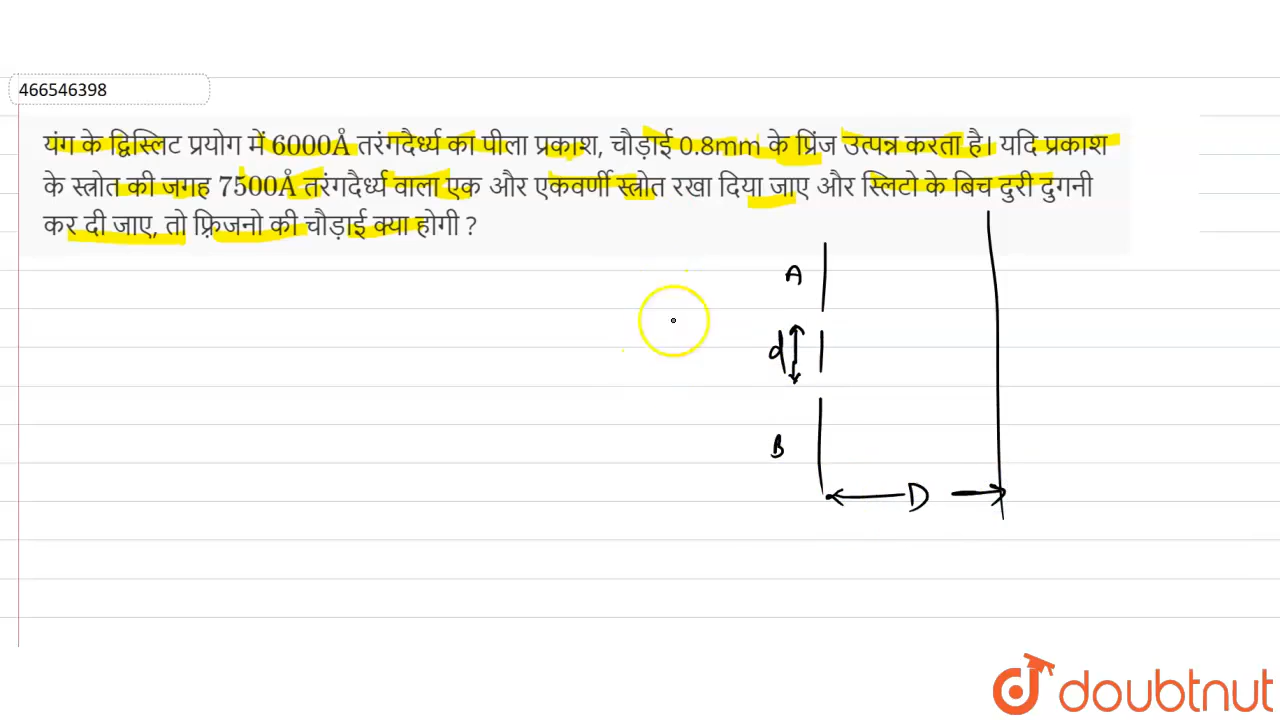 466546398
यंग के द्विस्लिट प्रयोग में 6000Å तरंगदैर्ध्य का पीला प्रकाश, चौड़ाई 0.8mm के फ्रिंज उत्पन्न करता है। यदि प्रकाश
के स्त्रोत की जगह 7500Å तरंगदैर्ध्य वाला एक और एकवर्णी स्त्रोत रखा दिया जाए और स्लिटो के बिच दुरी दुगनी
कर दी जाए, तो फ्रि़जनो की चौड़ाई क्या होगी ?
A
d
B
D
doubtnut